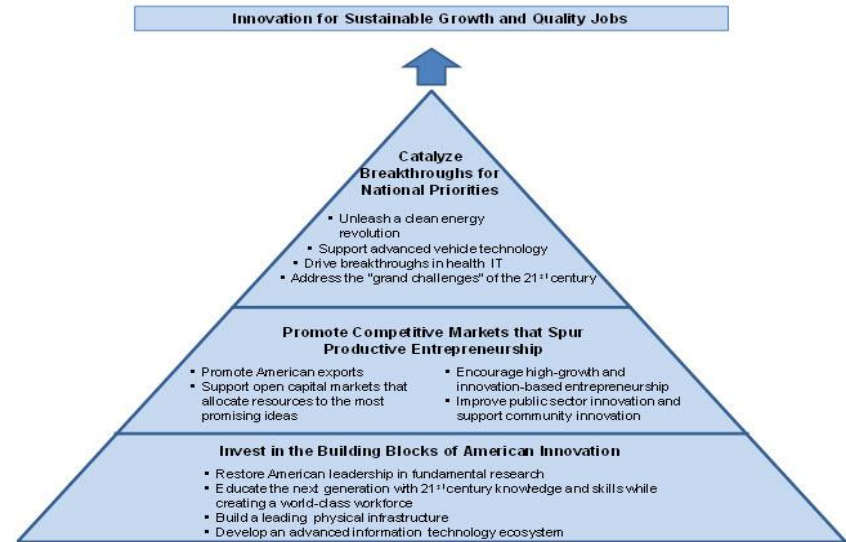 Innovation for Sustainable Growth and Quality Jobs
Catalyze
Breakthroughs for
National Priorities
▪ Unleash a clean energy
revolution
▪ Support advanced vehicle technology
▪ Drive breakthroughs in health IT
▪ Address the "grand challenges" of the 21st century
Promote Competitive Markets that Spur
Productive Entrepreneurship
▪ Promote American exports
▪ Support open capital markets that
allocate resources to the most
promising ideas
▪ Encourage high-growth and
innovation-based entrepreneurship
▪ Improve public sector innovation and
support community innovation
Invest in the Building Blocks of American Innovation
▪ Restore American leadership in fundamental research
▪ Educate the next generation with 21st century knowledge and skills while
creating a world-class workforce
▪ Build a leading physical infrastructure
▪ Develop an advanced information technology ecosystem